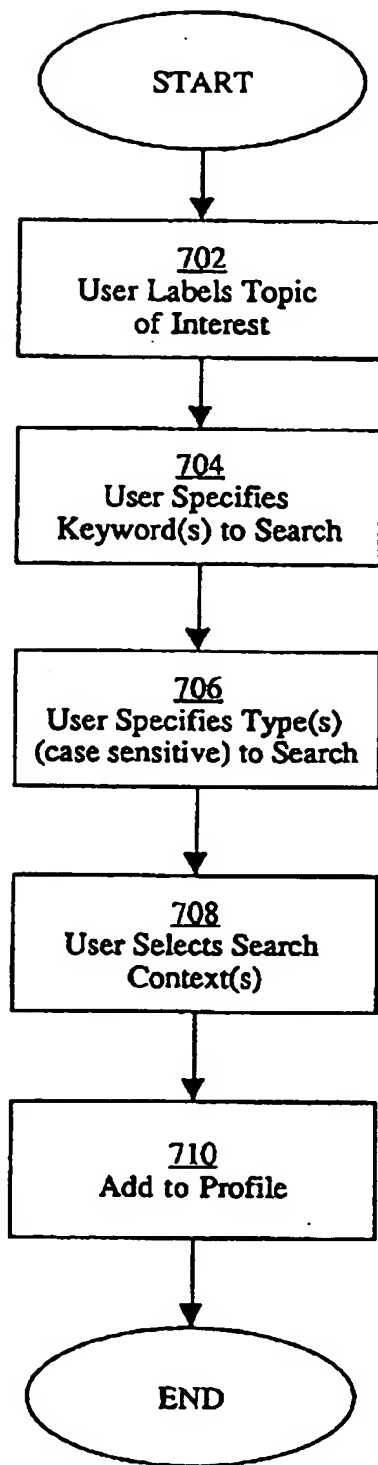 START
702
User Labels Topic
of Interest
704
User Specifies
Keyword(s) to Search
706
User Specifies Type(s)
(case sensitive) to Search
708
User Selects Search
Context(s)
710
Add to Profile
END